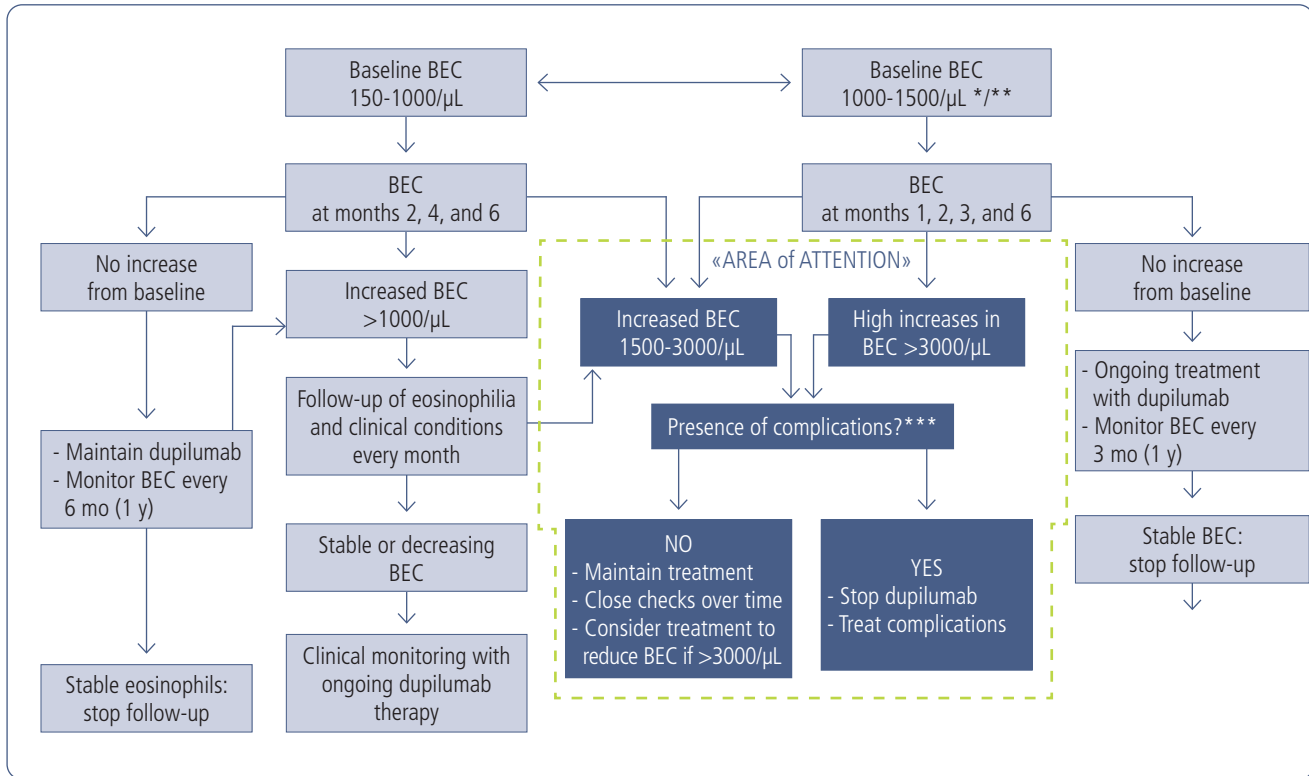 Baseline BEC
150-1000/µL
Baseline BEC
1000-1500/µL */**
BEC
at months 2, 4, and 6
BEC
at months 1, 2, 3, and 6
«AREA of ATTENTION»
No increase
from baseline
Increased BEC
>1000/µL
Increased BEC
1500-3000/µL
High increases in
BEC >3000/µL
No increase
from baseline
- Maintain dupilumab
- Monitor BEC every
6 mo (1 y)
Follow-up of eosinophilia
and clinical conditions
every month
Presence of complications?***
- Ongoing treatment
with dupilumab
- Monitor BEC every
3 mo (1 y)
Stable or decreasing
BEC
NO
- Maintain treatment
- Close checks over time
- Consider treatment to
reduce BEC if >3000/µL
YES
- Stop dupilumab
- Treat complications
Stable BEC:
stop follow-up
Stable eosinophils:
stop follow-up
Clinical monitoring with
ongoing dupilumab
therapy